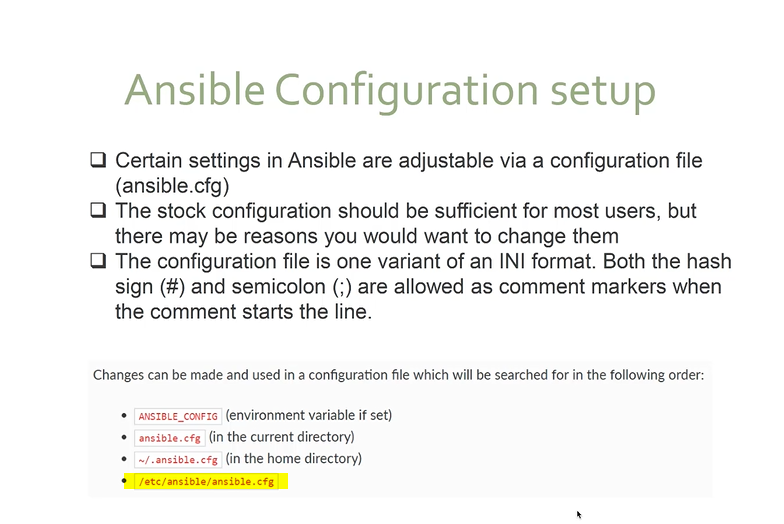 Ansible Configuration setup
Certain settings in Ansible are adjustable via a configuration file
(ansible.cfg)
The stock configuration should be sufficient for most users, but
there may be reasons you would want to change them
The configuration file is one variant of an INI format. Both the hash
sign (#) and semicolon (;) are allowed as comment markers when
the comment starts the line.
Changes can be made and used in a configuration file which will be searched for in the following order:
ANSIBLE_CONFIG (environment variable if set)
ansible.cfg (in the current directory)
~/.ansible.cfg (in the home directory)
/etc/ansible/ansible.cfg